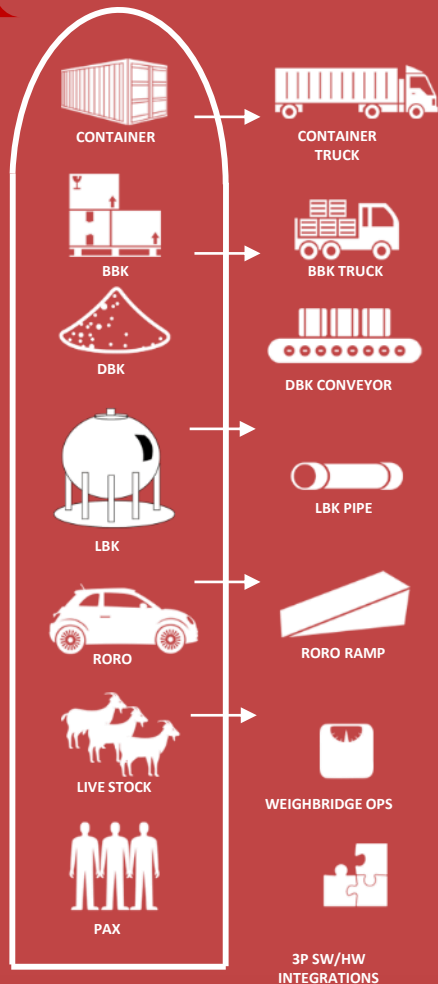 CONTAINER
CONTAINER
TRUCK
BBK
BBK TRUCK
DBK
DBK CONVEYOR
LBK
LBK PIPE
RORO
RORO RAMP
LIVE STOCK
WEIGHBRIDGE OPS
PAX
3P SW/HW
INTEGRATIONS